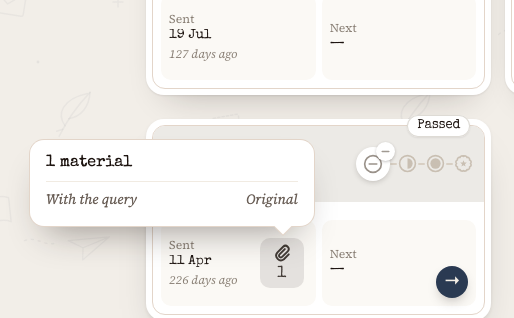 Sent
19 Jul
127 days ago
Next
—
Passed
1 material
With the query
Original
Sent
11 Apr
226 days ago
1
Next
—